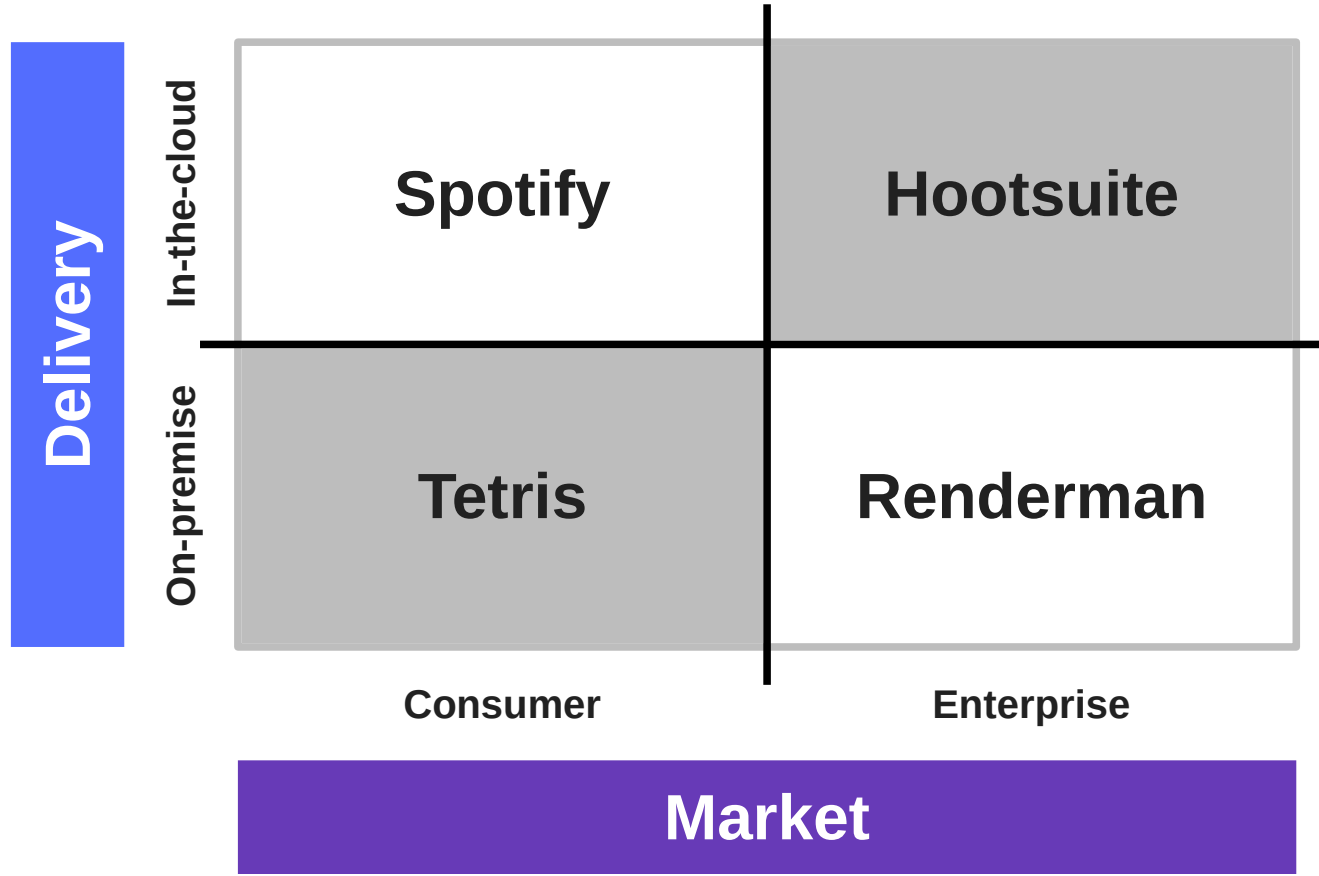 Delivery
In-the-cloud
Spotify
Hootsuite
On-premise
Tetris
Renderman
Consumer
Enterprise
Market